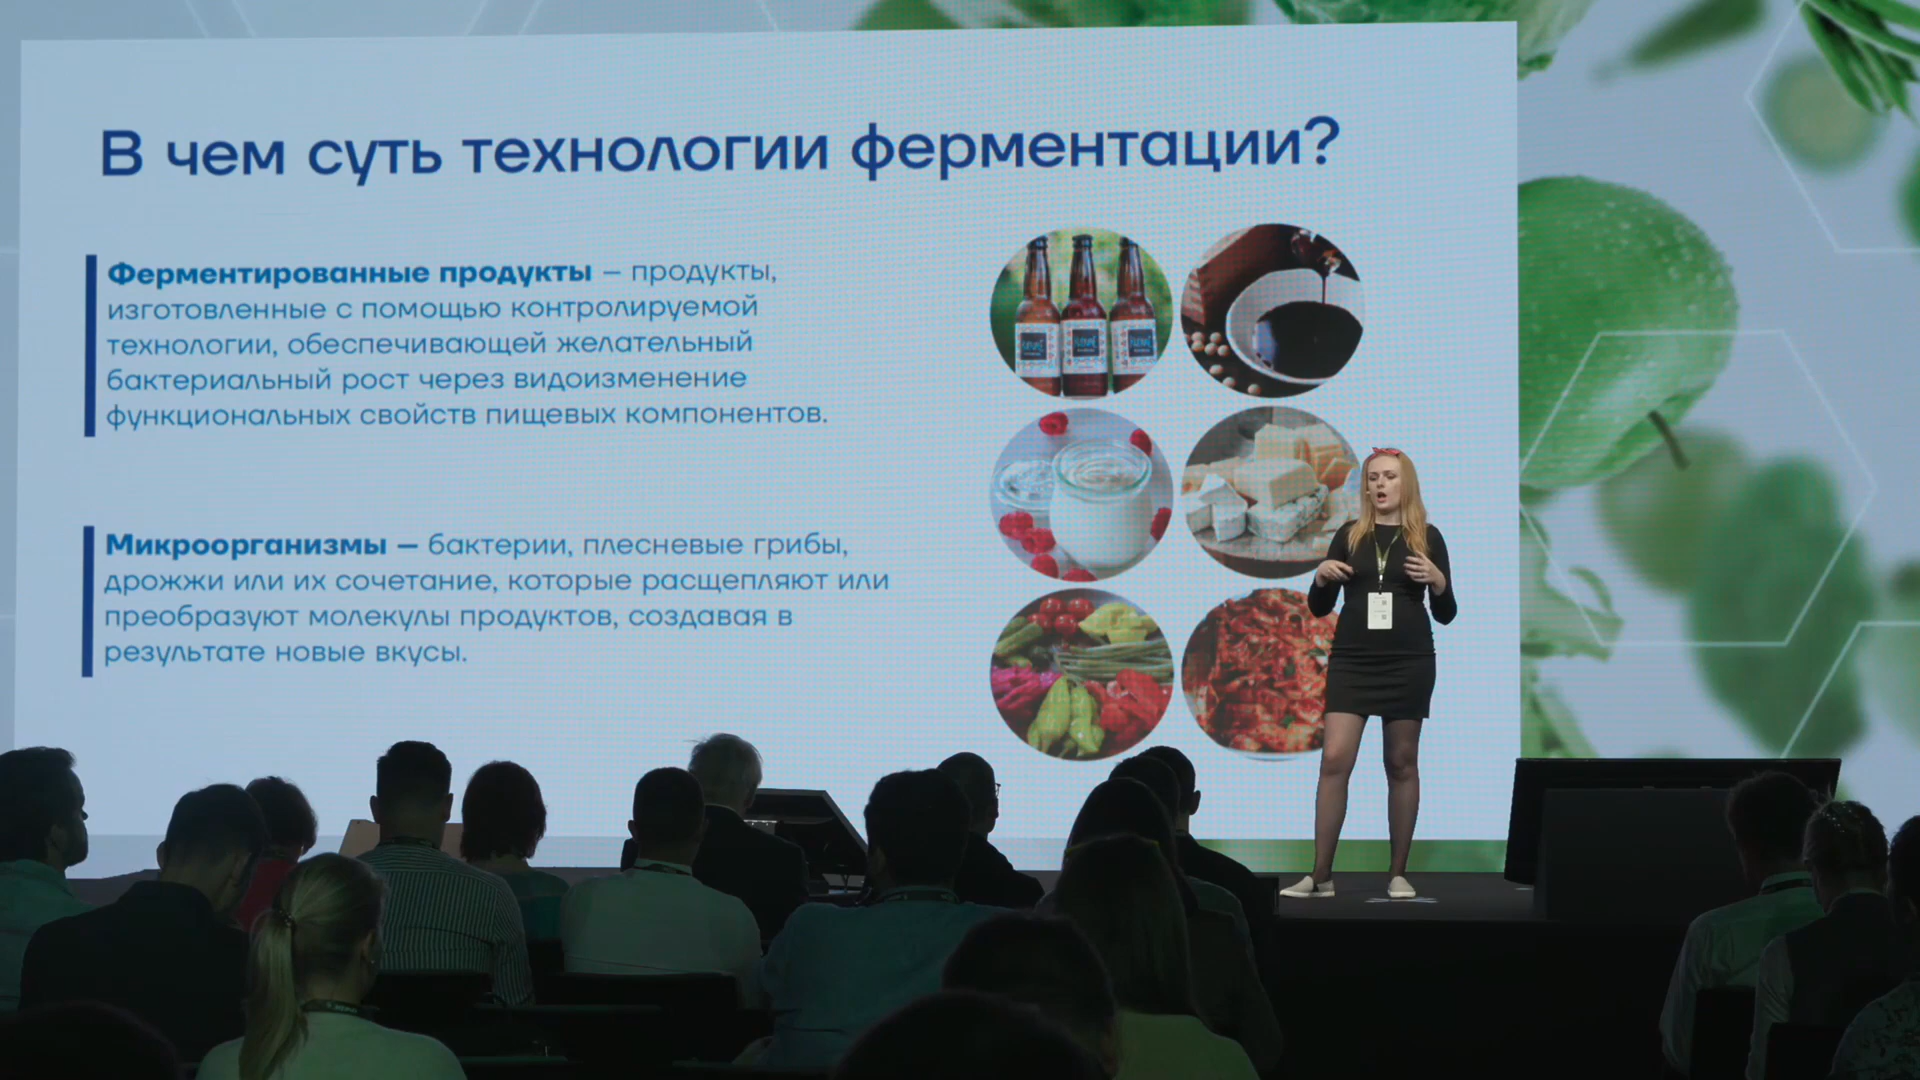 В чем суть технологии ферментации?
Ферментированные продукты – продукты,
изготовленные с помощью контролируемой
технологии, обеспечивающей желательный
бактериальный рост через видоизменение
функциональных свойств пищевых компонентов.
Микроорганизмы – бактерии, плесневые грибы,
дрожжи или их сочетание, которые расщепляют или
преобразуют молекулы продуктов, создавая в
результате новые вкусы.